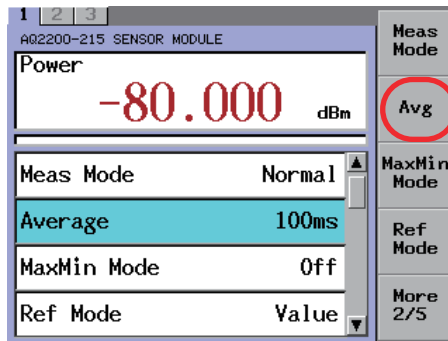 1 2 3
AQ2200-215 SENSOR MODULE
Power
-80.000 dBm
Meas Mode Normal
Average 100ms
MaxMin Mode Off
Ref Mode Value
Meas
Mode
Avg
MaxMin
Mode
Ref
Mode
More
2/5